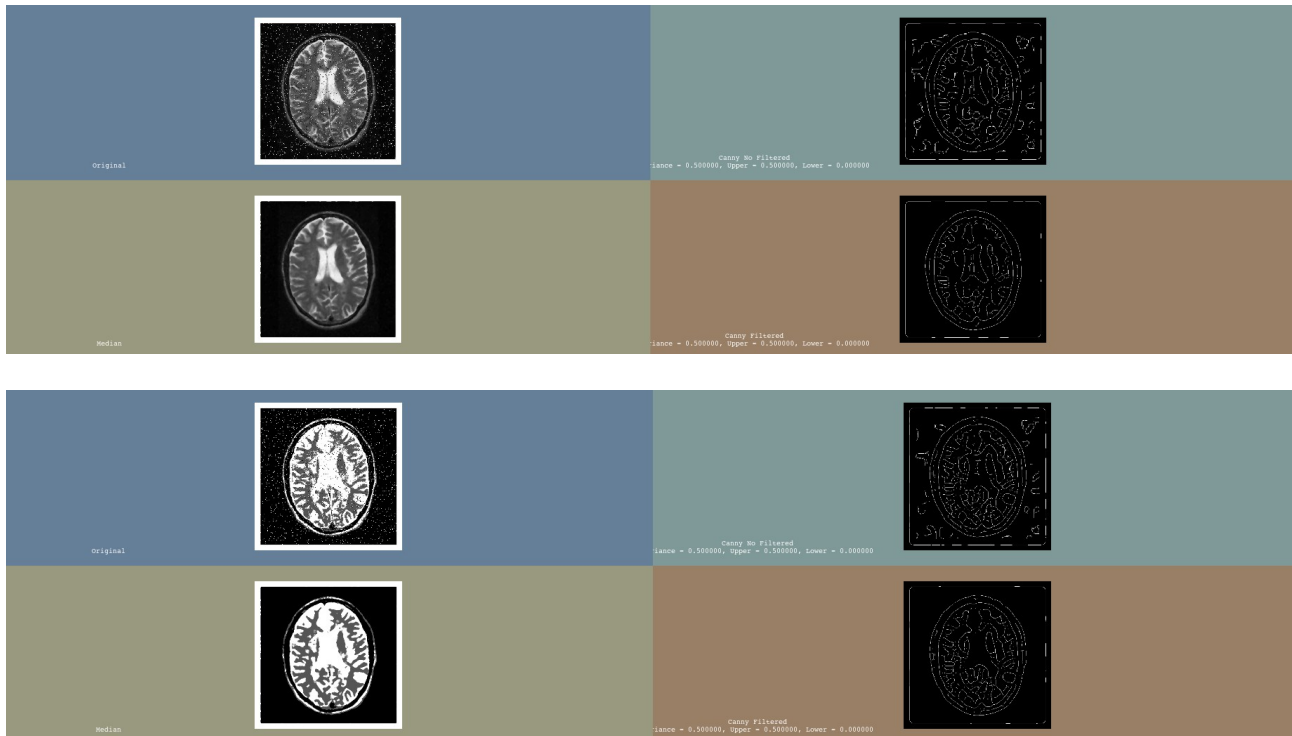 Original
Canny No Filtered
iance = 0.500000, Upper = 0.500000, Lower = 0.000000
Median
Canny Filtered
iance = 0.500000, Upper = 0.500000, Lower = 0.000000
Original
Canny No Filtered
iance = 0.500000, Upper = 0.500000, Lower = 0.000000
Median
Canny Filtered
iance = 0.500000, Upper = 0.500000, Lower = 0.000000